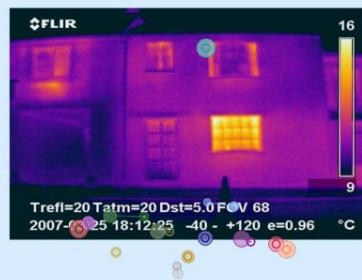 FLIR
16
9
Trefl=20 Tatm=20 Dst=5.0 FOV 68
18:12:25 -40 - +120 e=0.96 °C